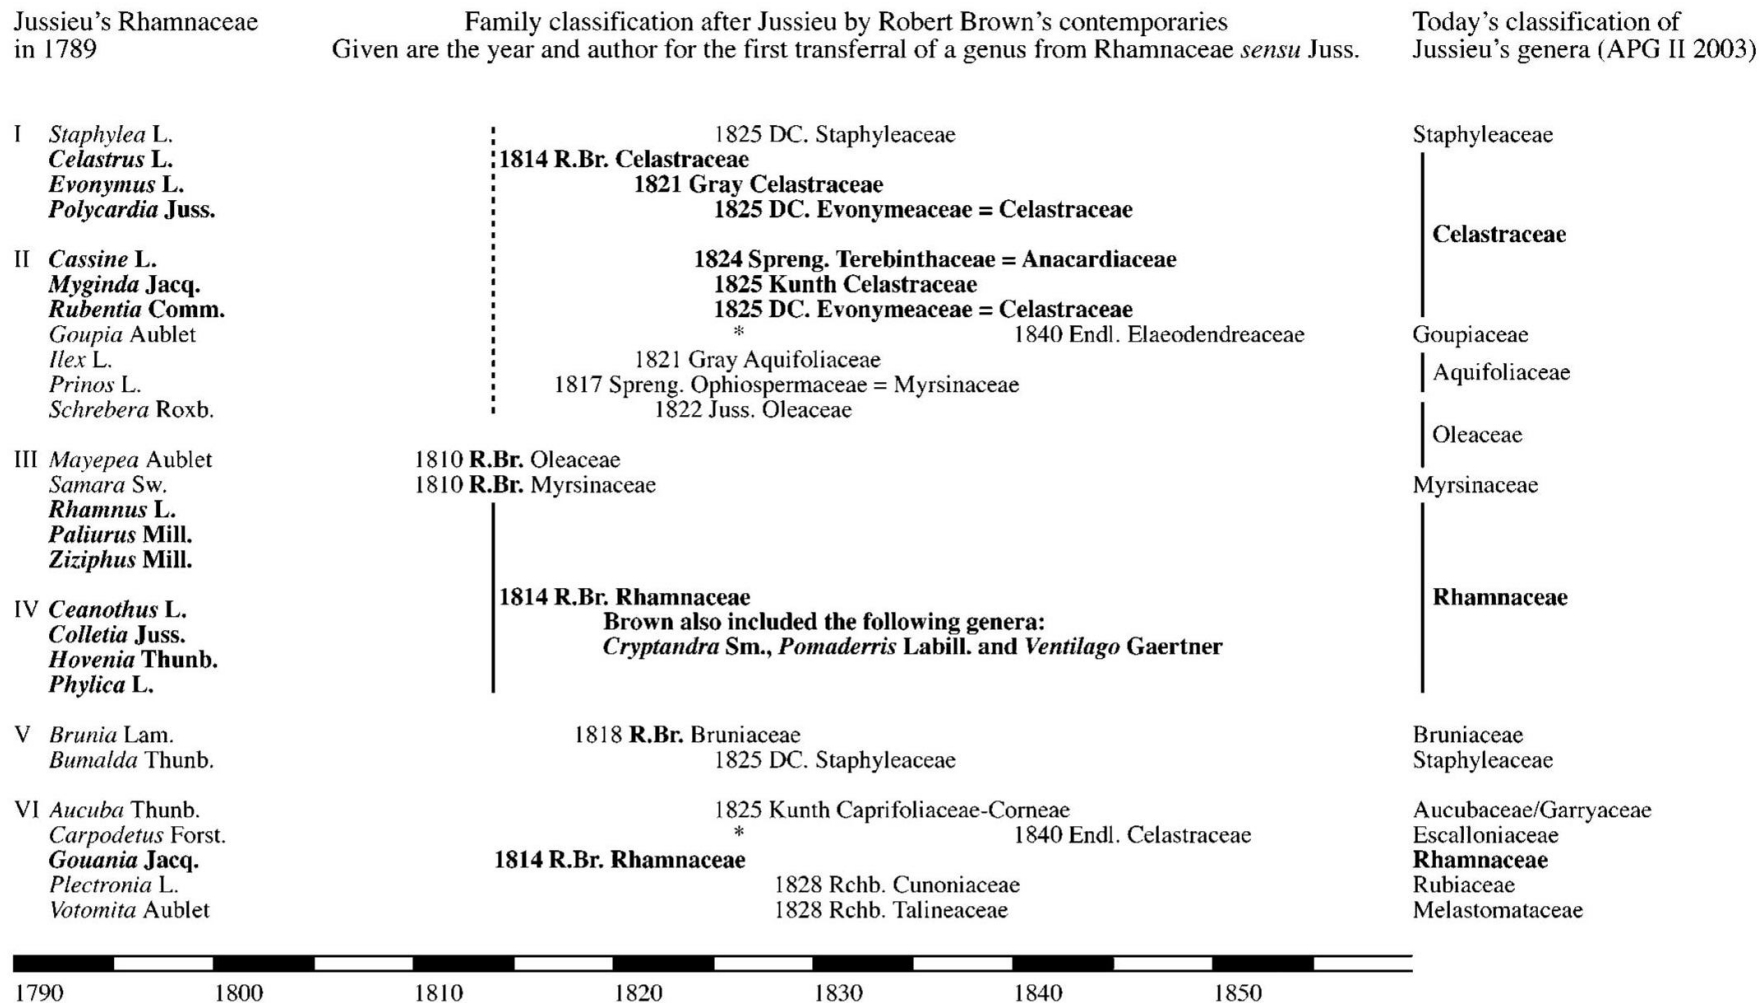 Jussieu's Rhamnaceae Family classification after Jussieu by Robert Brown's contemporaries Today's classification of
in 1789 Given are the year and author for the first transferral of a genus from Rhamnaceae sensu Juss. Jussieu's genera (APG II 2003)
I Staphylea L. 1825 DC. Staphyleaceae Staphyleaceae
Celastrus L. 1814 R.Br. Celastraceae
Evonymus L. 1821 Gray Celastraceae
Polycardia Juss. 1825 DC. Evonymeaceae = Celastraceae
Celastraceae
II Cassine L. 1824 Spreng. Terebinthaceae = Anacardiaceae
Myginda Jacq. 1825 Kunth Celastraceae
Rubentia Comm. 1825 DC. Evonymeaceae = Celastraceae
Goupia Aublet * 1840 Endl. Elaeodendreaceae Goupiaceae
Ilex L. 1821 Gray Aquifoliaceae
Aquifoliaceae
Prinos L. 1817 Spreng. Ophiospermaceae = Myrsinaceae
Schrebera Roxb. 1822 Juss. Oleaceae
Oleaceae
III Mayepea Aublet 1810 R.Br. Oleaceae
Samara Sw. 1810 R.Br. Myrsinaceae Myrsinaceae
Rhamnus L.
Paliurus Mill.
Ziziphus Mill.
1814 R.Br. Rhamnaceae Rhamnaceae
IV Ceanothus L.
Brown also included the following genera:
Colletia Juss.
Cryptandra Sm., Pomaderris Labill. and Ventilago Gaertner
Hovenia Thunb.
Phylica L.
V Brunia Lam. 1818 R.Br. Bruniaceae Bruniaceae
Bumalda Thunb. 1825 DC. Staphyleaceae Staphyleaceae
VI Aucuba Thunb. 1825 Kunth Caprifoliaceae-Corneae Aucubaceae/Garryaceae
Carpodetus Forst. * 1840 Endl. Celastraceae Escalloniaceae
Gouania Jacq. 1814 R.Br. Rhamnaceae Rhamnaceae
Plectronia L. 1828 Rchb. Cunoniaceae Rubiaceae
Votomita Aublet 1828 Rchb. Talineaceae Melastomataceae
1790 1800 1810 1820 1830 1840 1850